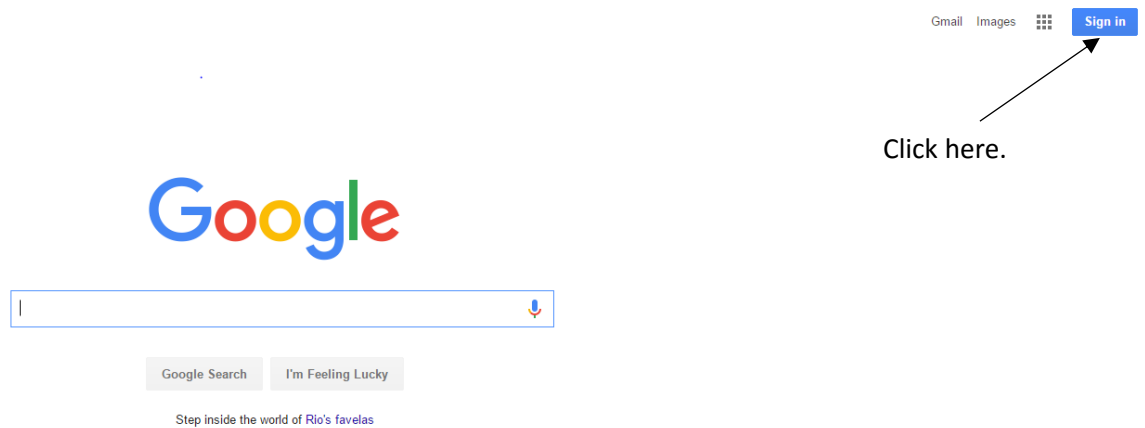 Gmail Images Sign in
Click here.
Google
Google Search I'm Feeling Lucky
Step inside the world of Rio's favelas